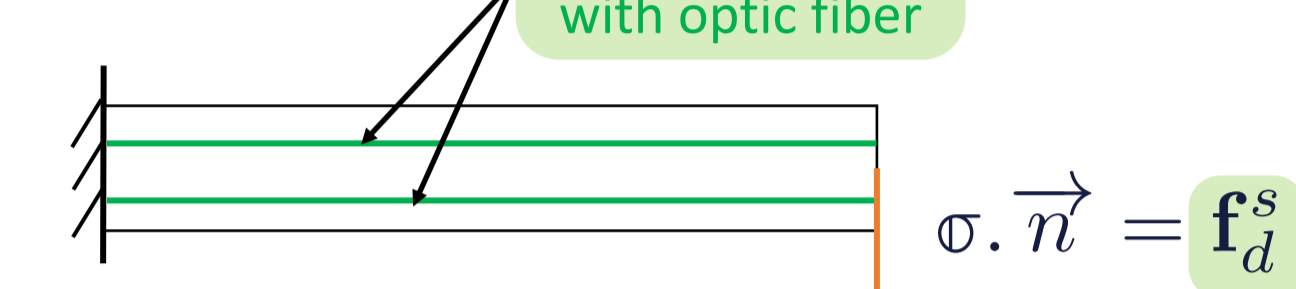 with optic fiber
σ.n⃗ = f_d^s